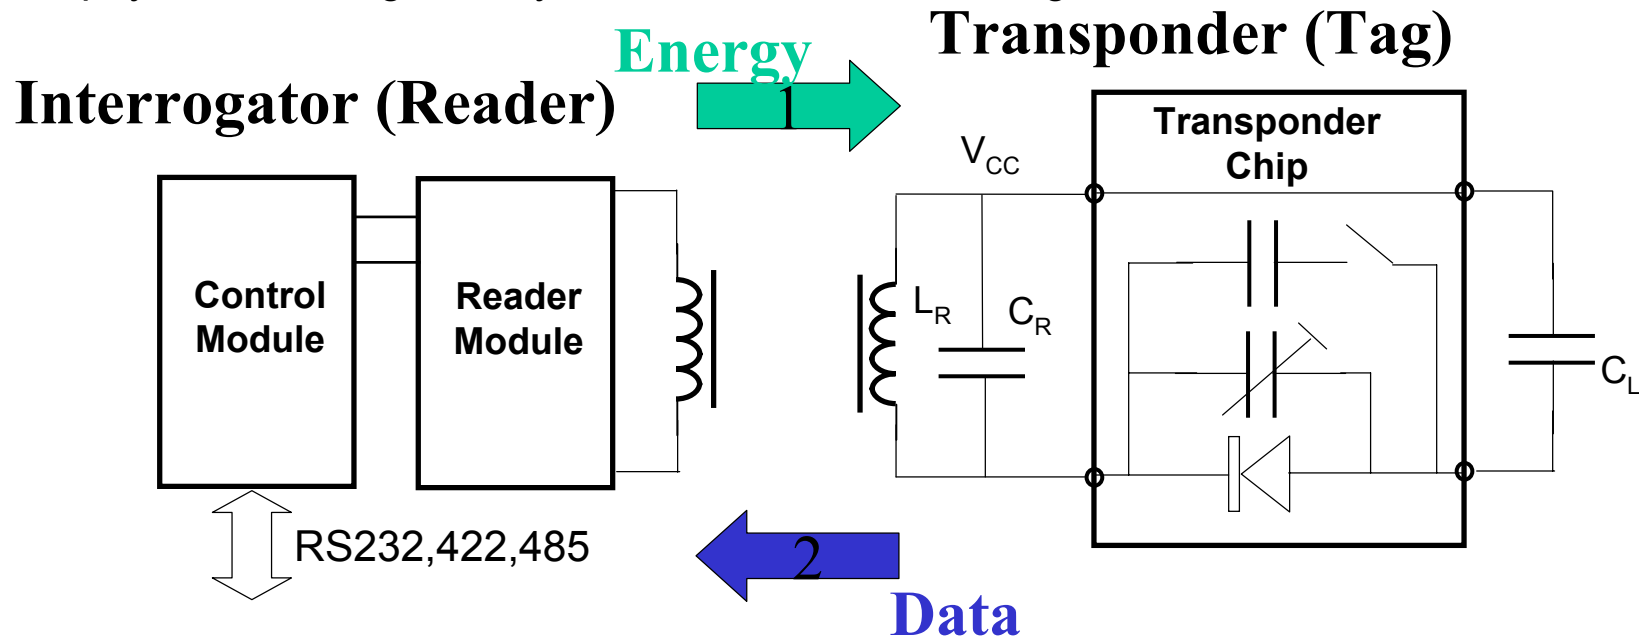 Energy
Transponder (Tag)
Interrogator (Reader)
1
Transponder
Chip
VCC
Control
Module
Reader
Module
LR
CR
CL
RS232,422,485
2
Data